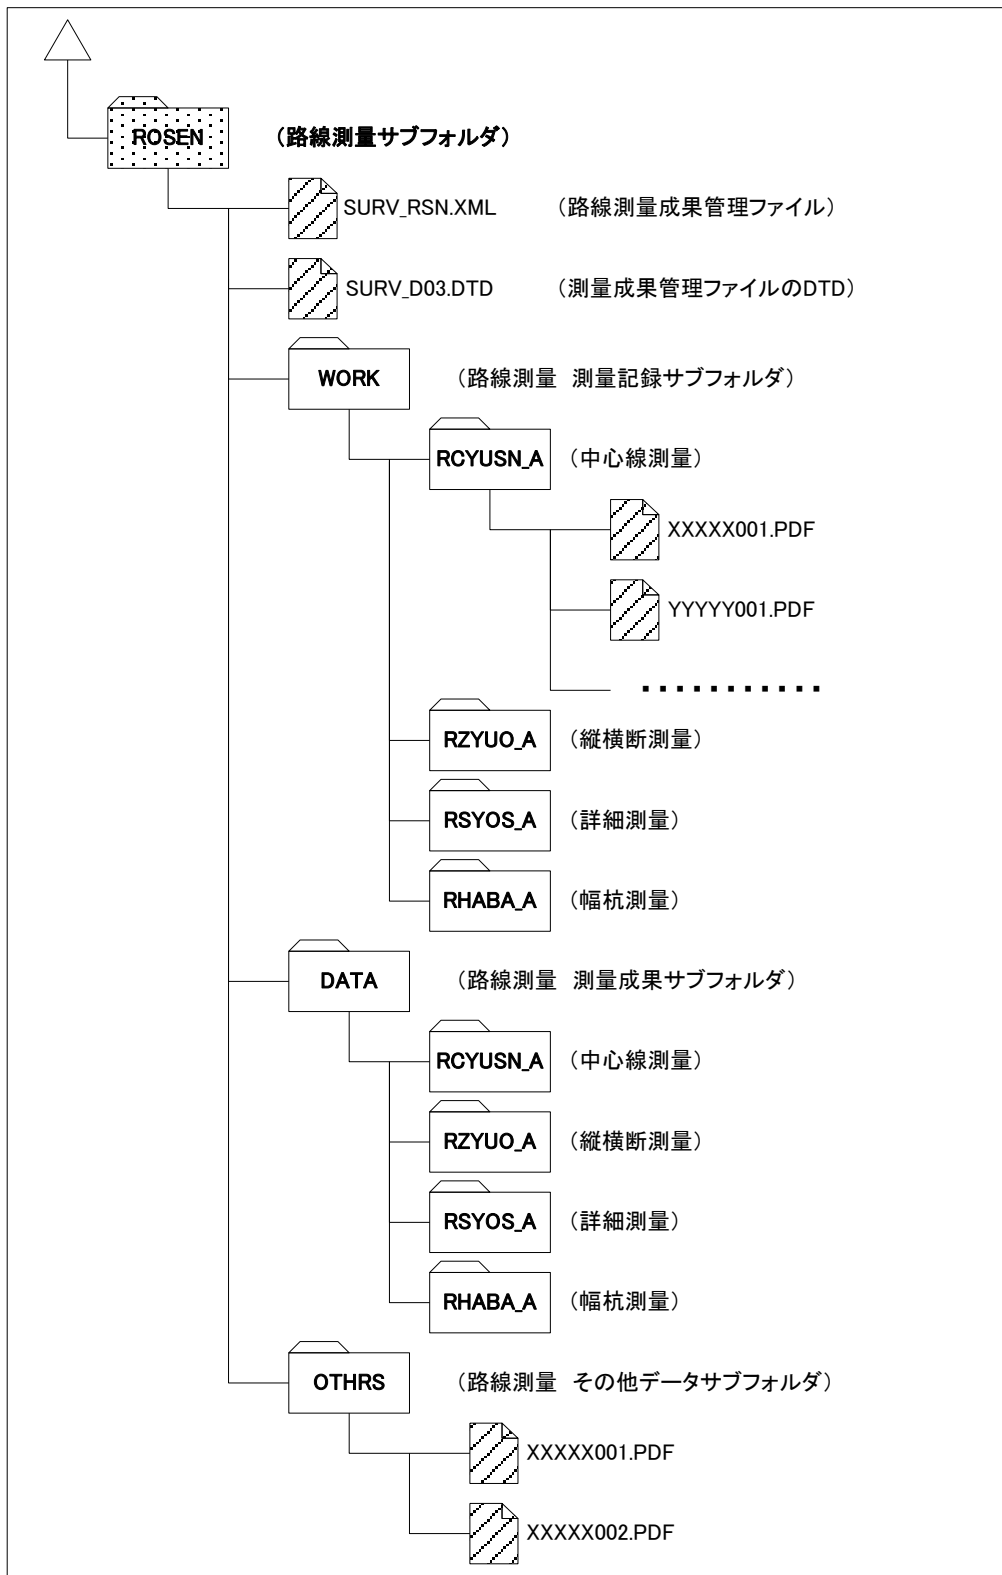 ROSEN （路線測量サブフォルダ）
SURV_RSN.XML （路線測量成果管理ファイル）
SURV_D03.DTD （測量成果管理ファイルのDTD）
WORK （路線測量　測量記録サブフォルダ）
RCYUSN_A （中心線測量）
XXXXX001.PDF
YYYYY001.PDF
・・・・・・・・・・・
RZYUO_A （縦横断測量）
RSYOS_A （詳細測量）
RHABA_A （幅杭測量）
DATA （路線測量　測量成果サブフォルダ）
RCYUSN_A （中心線測量）
RZYUO_A （縦横断測量）
RSYOS_A （詳細測量）
RHABA_A （幅杭測量）
OTHRS （路線測量　その他データサブフォルダ）
XXXXX001.PDF
XXXXX002.PDF